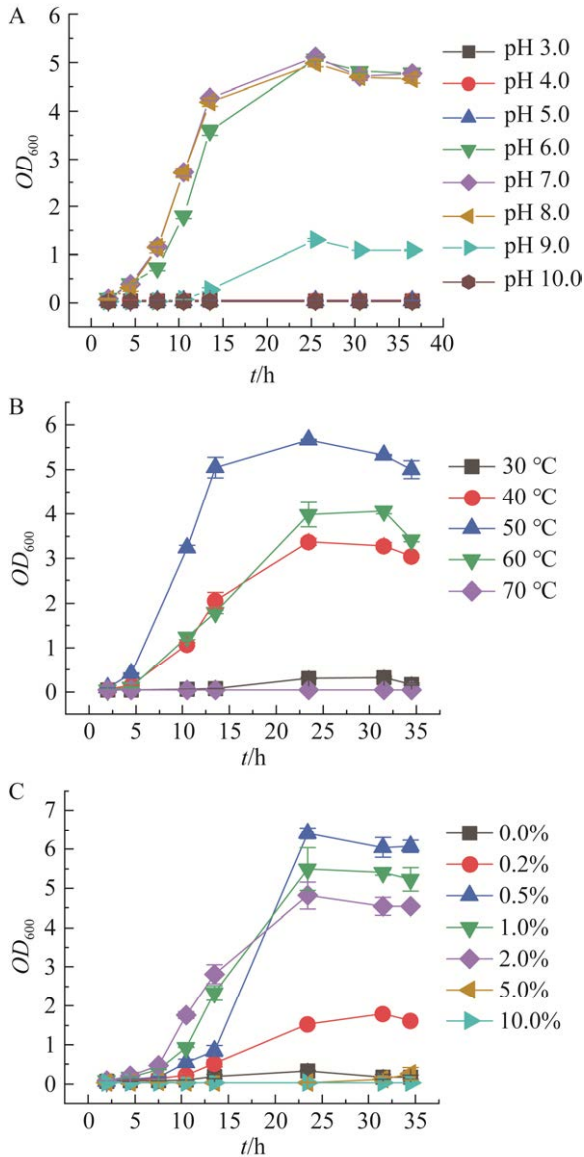 A
6
5
4
3
2
1
0
OD600
0 5 10 15 20 25 30 35 40
t/h
pH 3.0
pH 4.0
pH 5.0
pH 6.0
pH 7.0
pH 8.0
pH 9.0
pH 10.0
B
6
5
4
3
2
1
0
OD600
0 5 10 15 20 25 30 35
t/h
30 °C
40 °C
50 °C
60 °C
70 °C
C
7
6
5
4
3
2
1
0
OD600
0 5 10 15 20 25 30 35
t/h
0.0%
0.2%
0.5%
1.0%
2.0%
5.0%
10.0%